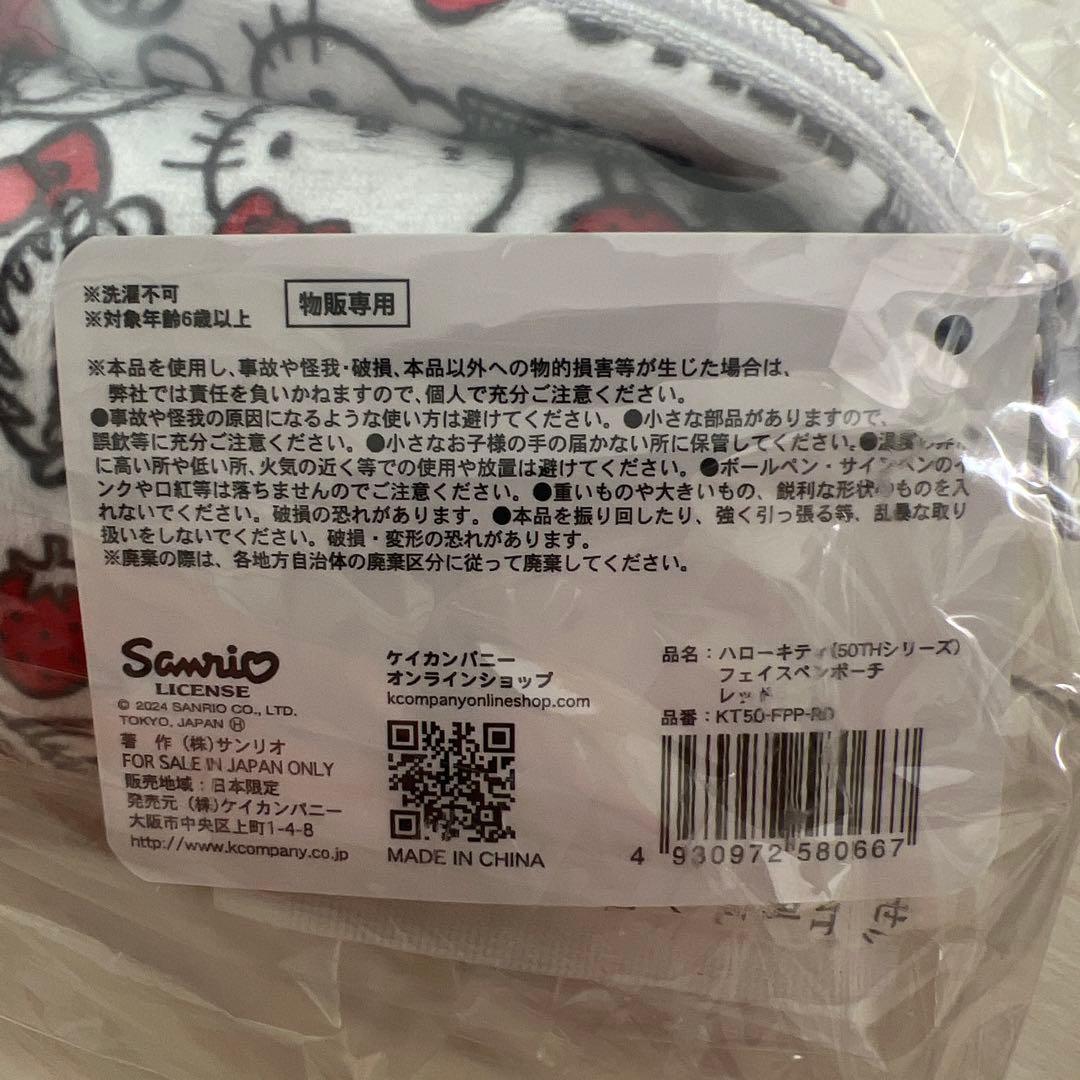 ※洗濯不可
※対象年齢6歳以上
物販専用
※本品を使用し、事故や怪我・破損、本品以外への物的損害等が生じた場合は、
弊社では責任を負いかねますので、個人で充分ご注意ください。
●事故や怪我の原因になるような使い方は避けてください。●小さな部品がありますので、
誤飲等に充分ご注意ください。●小さなお子様の手の届かない所に保管してください。●温度の非常
に高い所や低い所、火気の近く等での使用や放置は避けてください。●ボールペン・サインペンのイ
ンクや口紅等は落ちませんのでご注意ください。●重いものや大きいもの、鋭利な形状のものを入
れないでください。破損の恐れがあります。●本品を振り回したり、強く引っ張る等、乱暴な取り
扱いをしないでください。破損・変形の恐れがあります。
※廃棄の際は、各地方自治体の廃棄区分に従って廃棄してください。
Sanrio
LICENSE
© 2024 SANRIO CO., LTD.
TOKYO, JAPAN Ⓗ
著 作 (株)サンリオ
FOR SALE IN JAPAN ONLY
販売地域:日本限定
発売元 (株)ケイカンパニー
大阪市中央区上町1-4-8
http://www.kcompany.co.jp
ケイカンパニー
オンラインショップ
kcompanyonlineshop.com
MADE IN CHINA
品名:ハローキティ(50THシリーズ)
フェイスペンポーチ
レッド
品番:KT50-FPP-RD
4 930972 580667